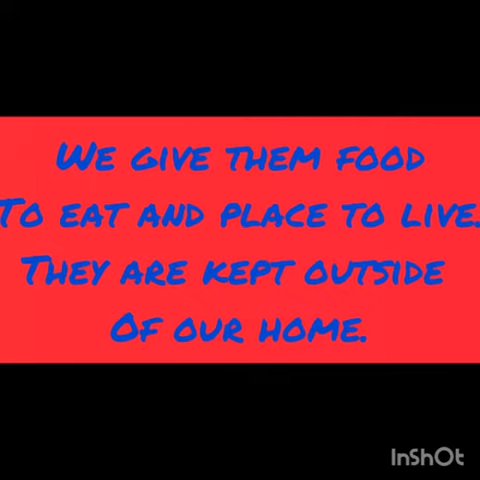 We give them food
To eat and place to live.
They are kept outside
Of our home.
InShOt